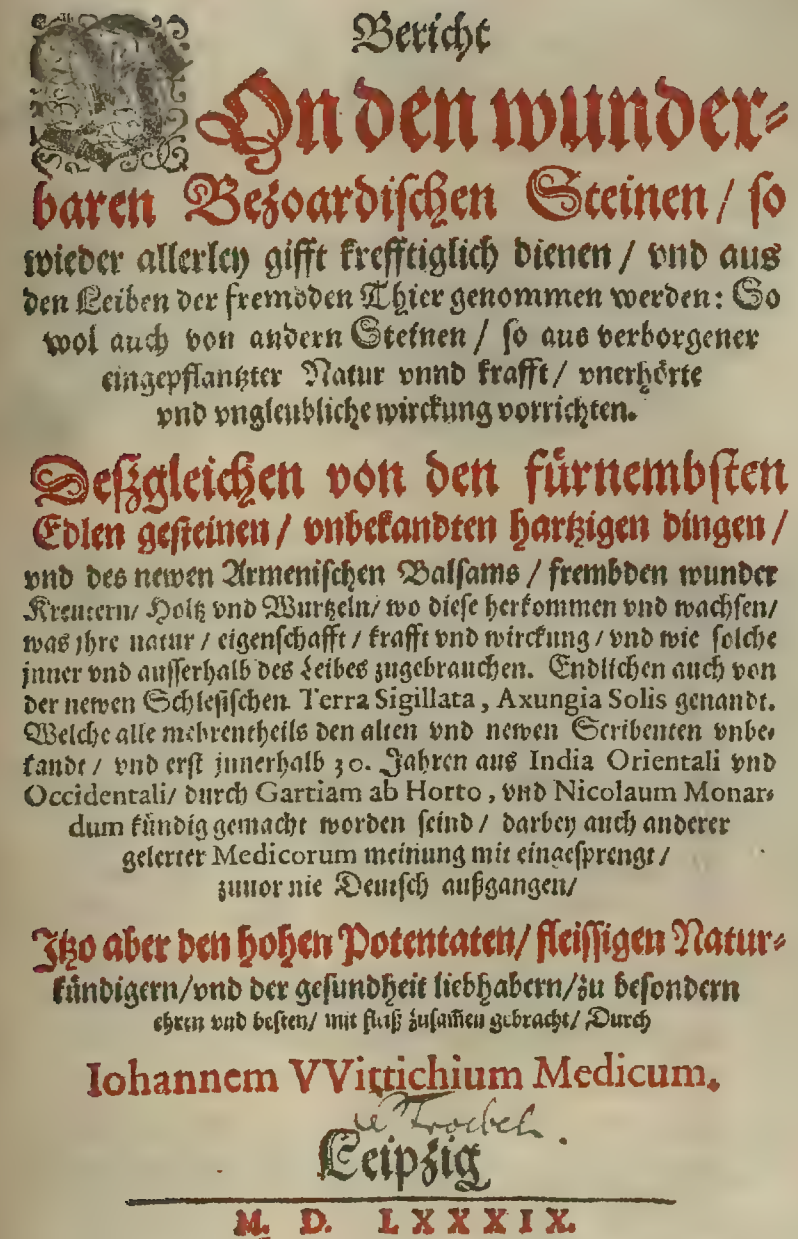 Bericht
VOn den wunder⸗
baren Bezoardischen Steinen / so
wieder allerley gifft krefftiglich dienen / vnd aus
den Leiben der frembden Thier genommen werden: So
wol auch von andern Steinen / so aus verborgener
eingepflantzter Natur vnnd krafft / vnerhörte
vnd vngleubliche wirckung vorrichten.
Deßgleichen von den fürnembsten
Edlen gesteinen / vnbekandten hartzigen dingen /
vnd des newen Armenischen Balsams / frembden wunder
Kreutern / Holtz vnd Wurtzeln / wo diese herkommen vnd wachsen /
was ihre natur / eigenschafft / krafft vnd wirckung / vnd wie solche
inner vnd ausserhalb des Leibes zugebrauchen. Endlichen auch von
der newen Schlesischen Terra Sigillata, Axungia Solis genandt.
Welche alle mehrentheils den alten vnd newen Scribenten vnbe⸗
kandt / vnd erst innerhalb 30. Jahren aus India Orientali vnd
Occidentali / durch Gartiam ab Horto, vnd Nicolaum Monar⸗
dum kündig gemacht worden seind / darbey auch anderer
gelerter Medicorum meinung mit eingesprengt /
zuuor nie Deutsch außgangen /
Jtzo aber den hohen Potentaten / fleissigen Natur⸗
kündigern / vnd der gesundheit liebhabern / zu besondern
ehren vnd besten / mit fleiß zusam̃en gebracht / Durch
Iohannem VVittichium Medicum.
Leipzig
M. D. LXXXIX.